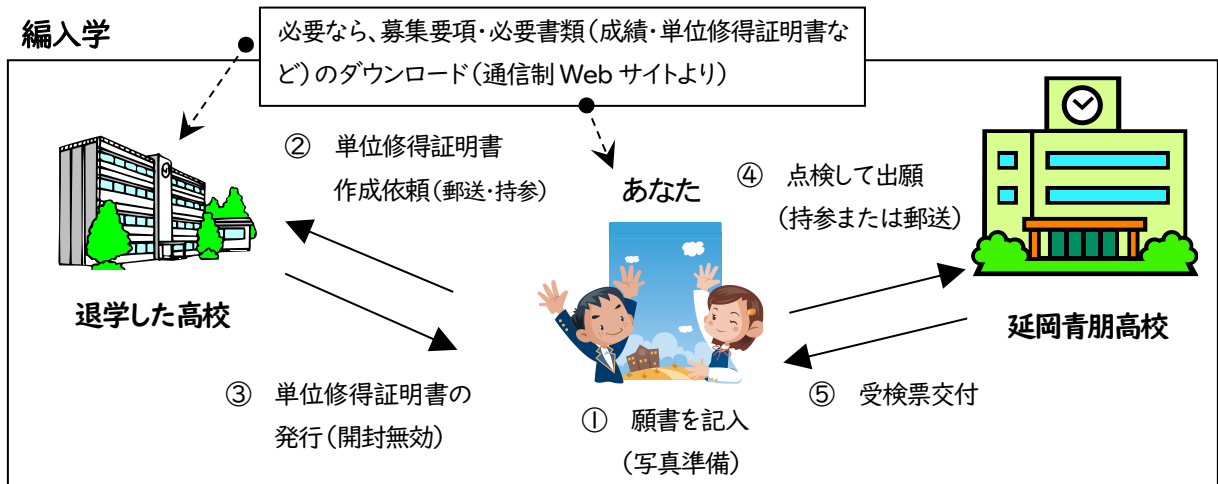 編入学
必要なら、募集要項・必要書類(成績・単位修得証明書な
ど)のダウンロード(通信制 Web サイトより)
② 単位修得証明書
作成依頼(郵送・持参)
あなた
④ 点検して出願
(持参または郵送)
退学した高校
延岡青朋高校
③ 単位修得証明書の
発行(開封無効)
① 願書を記入
(写真準備)
⑤ 受検票交付